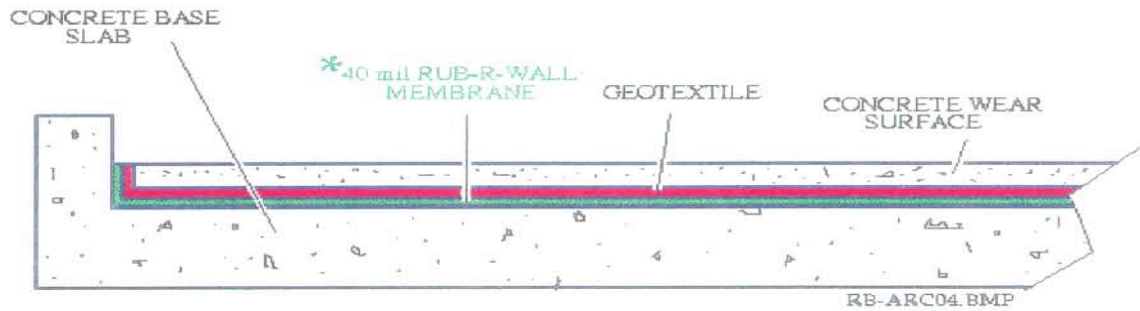 CONCRETE BASE
SLAB
*40 mil RUB-R-WALL
MEMBRANE
GEOTEXTILE
CONCRETE WEAR
SURFACE
RB-ARC04.BMP